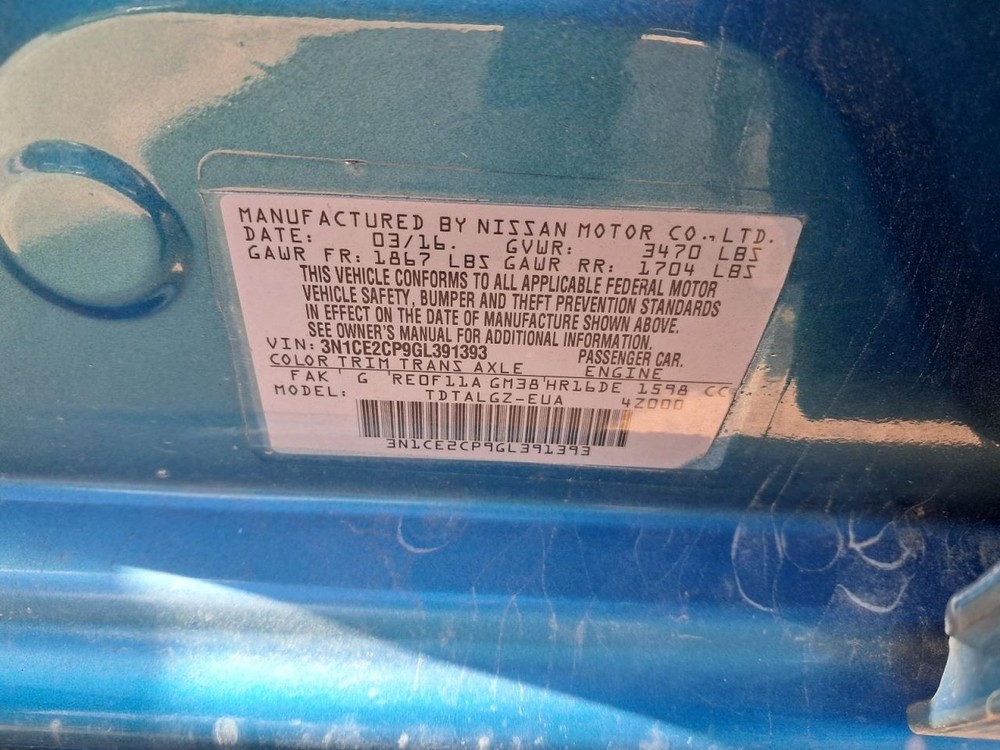 MANUFACTURED BY NISSAN MOTOR CO., LTD.
DATE: 03/16. GVWR: 3470 LBS
GAWR FR: 1867 LBS GAWR RR: 1704 LBS
THIS VEHICLE CONFORMS TO ALL APPLICABLE FEDERAL MOTOR
VEHICLE SAFETY, BUMPER AND THEFT PREVENTION STANDARDS
IN EFFECT ON THE DATE OF MANUFACTURE SHOWN ABOVE.
SEE OWNER'S MANUAL FOR ADDITIONAL INFORMATION.
VIN: 3N1CE2CP9GL391393 PASSENGER CAR.
COLOR TRIM TRANS AXLE ENGINE
FAK ' G 'RE0F11A GM38'HR16DE 1598 CC
MODEL: TDTALGZ-EUA 4Z000
3N1CE2CP9GL391393